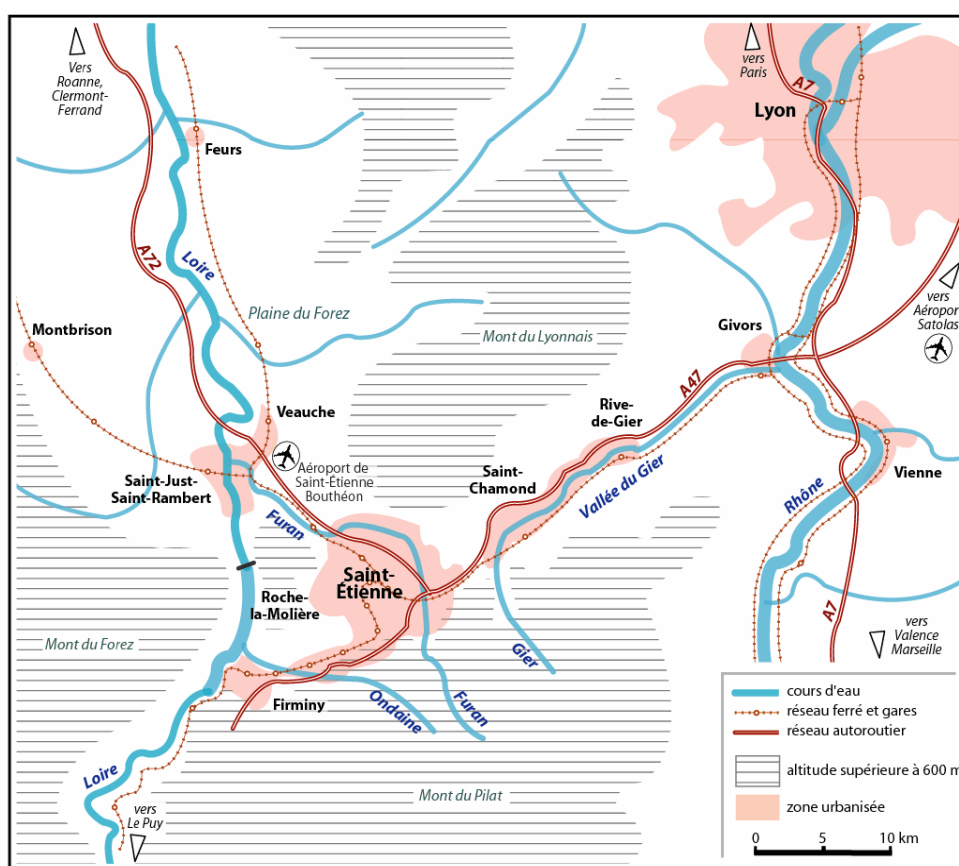 Vers
Roanne,
Clermont-
Ferrand
vers
Paris
A7
Lyon
Feurs
A72
Loire
vers
Aéroport
Satolas
Plaine du Forez
Montbrison
Mont du Lyonnais
Givors
A47
Rive-
de-Gier
Veauche
Aéroport de
Saint-Étienne
Bouthéon
Saint-
Chamond
Vallée du Gier
Vienne
Saint-Just-
Saint-Rambert
Rhône
Furan
Saint-
Étienne
Roche-
la-Molière
A7
vers
Valence
Marseille
Mont du Forez
Gier
Firminy
Ondaine
Furan
Loire
Mont du Pilat
vers
Le Puy
cours d'eau
réseau ferré et gares
réseau autoroutier
altitude supérieure à 600 m
zone urbanisée
0 5 10 km